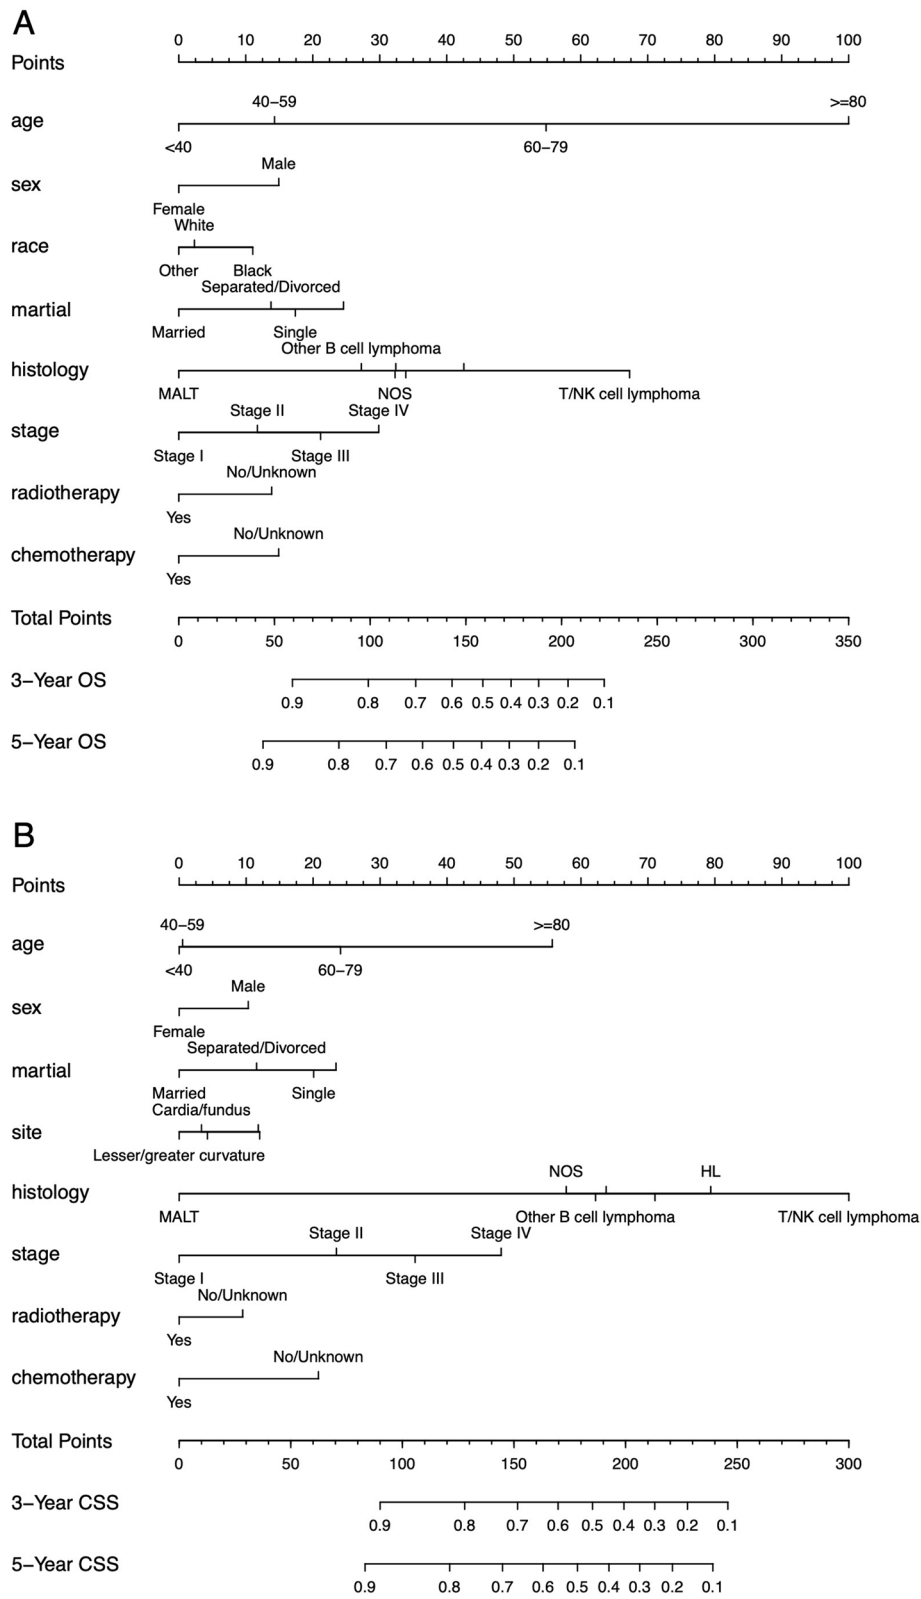 A
0 10 20 30 40 50 60 70 80 90 100
Points
40–59 >=80
age
<40 60–79
Male
sex
Female
White
race
Other Black
Separated/Divorced
martial
Married Single
Other B cell lymphoma
histology
MALT NOS T/NK cell lymphoma
Stage II Stage IV
stage
Stage I Stage III
No/Unknown
radiotherapy
Yes
No/Unknown
chemotherapy
Yes
Total Points
0 50 100 150 200 250 300 350
3–Year OS
0.9 0.8 0.7 0.6 0.5 0.4 0.3 0.2 0.1
5–Year OS
0.9 0.8 0.7 0.6 0.5 0.4 0.3 0.2 0.1
B
0 10 20 30 40 50 60 70 80 90 100
Points
40–59 >=80
age
<40 60–79
Male
sex
Female
Separated/Divorced
martial
Married Single
Cardia/fundus
site
Lesser/greater curvature
NOS HL
histology
MALT Other B cell lymphoma T/NK cell lymphoma
Stage II Stage IV
stage
Stage I Stage III
No/Unknown
radiotherapy
Yes
No/Unknown
chemotherapy
Yes
Total Points
0 50 100 150 200 250 300
3–Year CSS
0.9 0.8 0.7 0.6 0.5 0.4 0.3 0.2 0.1
5–Year CSS
0.9 0.8 0.7 0.6 0.5 0.4 0.3 0.2 0.1